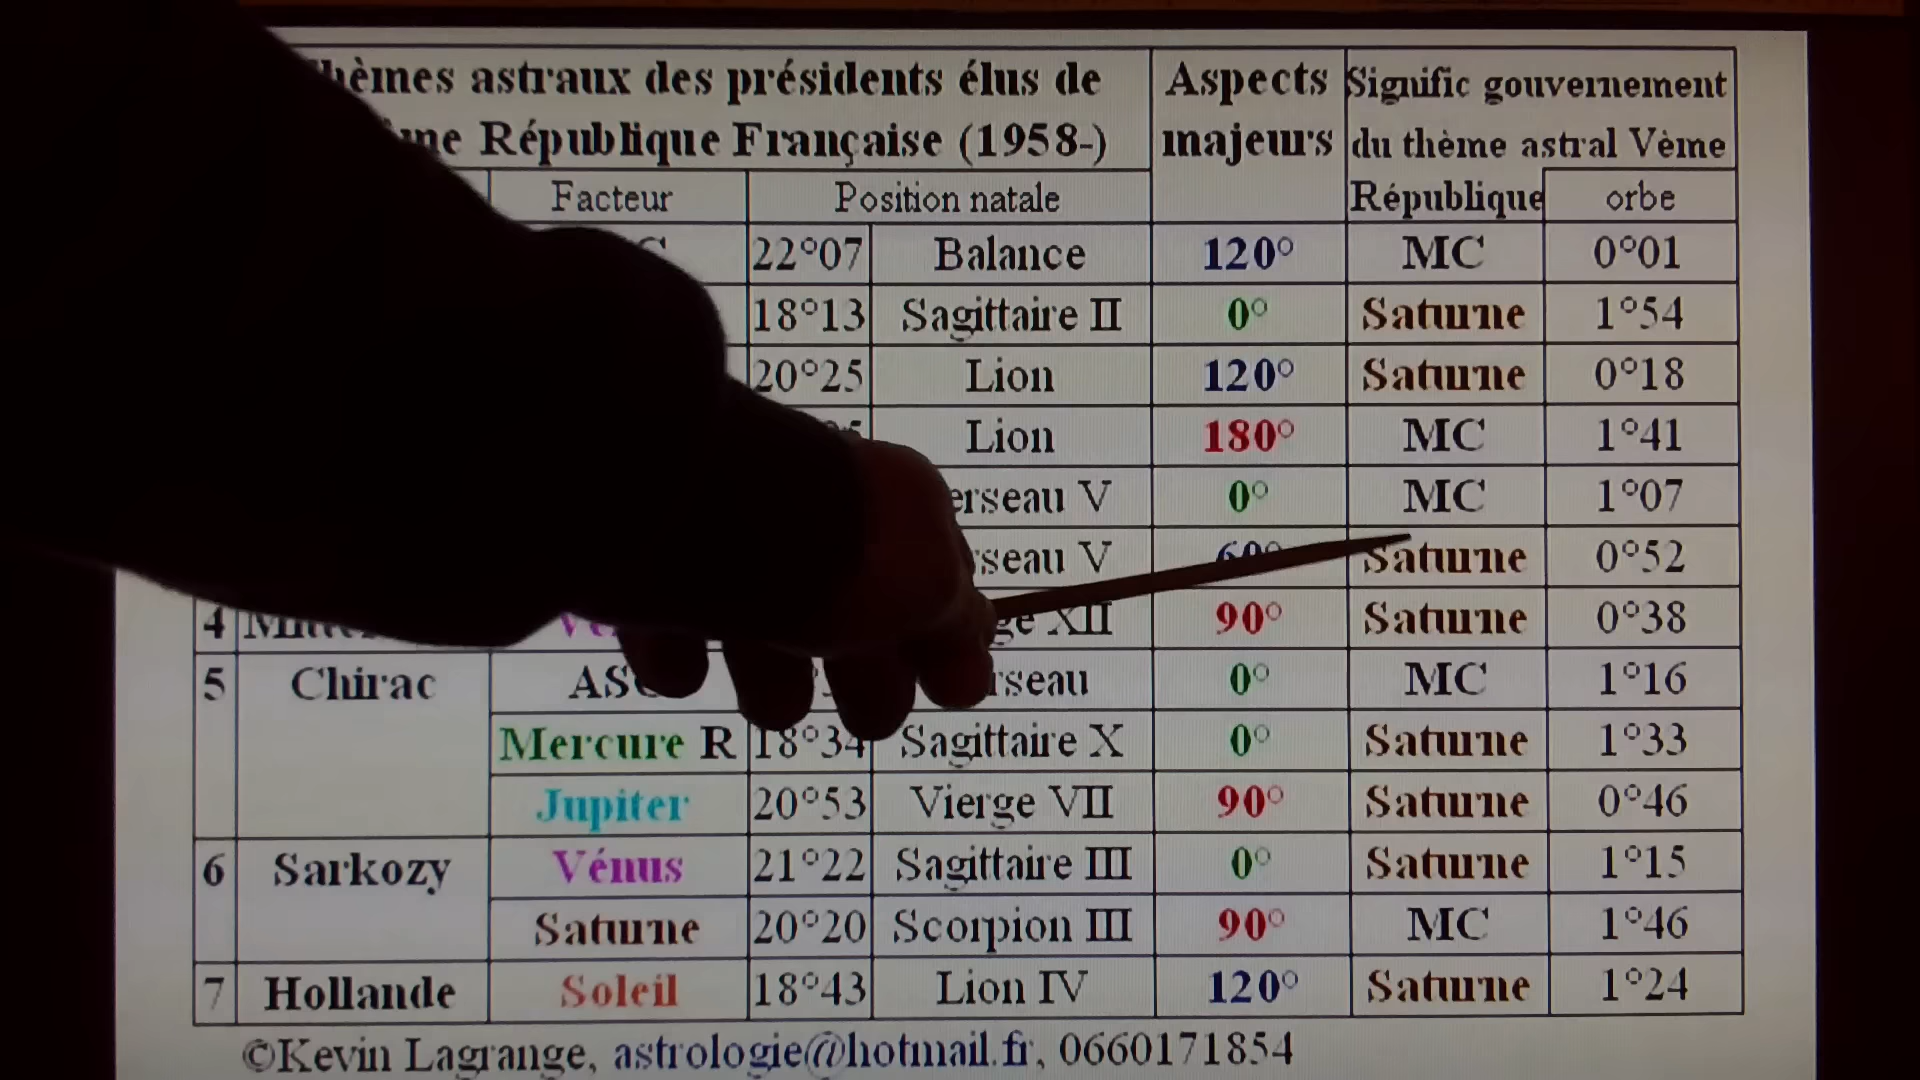 astraux des présidents élus de
République Française (1958-)
Aspects
majeurs
Signific gouvernement
du thème astral Vème
République
orbe
Facteur
Position natale
22°07 Balance 120° MC 0°01
18°13 Sagittaire II 0° Saturne 1°54
20°25 Lion 120° Saturne 0°18
Lion 180° MC 1°41
V 0° MC 1°07
V Saturne 0°52
4 XII 90° Saturne 0°38
5 Chirac 0° MC 1°16
Mercure R 18°34 Sagittaire X 0° Saturne 1°33
Jupiter 20°53 Vierge VII 90° Saturne 0°46
6 Sarkozy Vénus 21°22 Sagittaire III 0° Saturne 1°15
Saturne 20°20 Scorpion III 90° MC 1°46
7 Hollande Soleil 18°43 Lion IV 120° Saturne 1°24
©Kevin Lagrange, astrologie@hotmail.fr, 0660171854